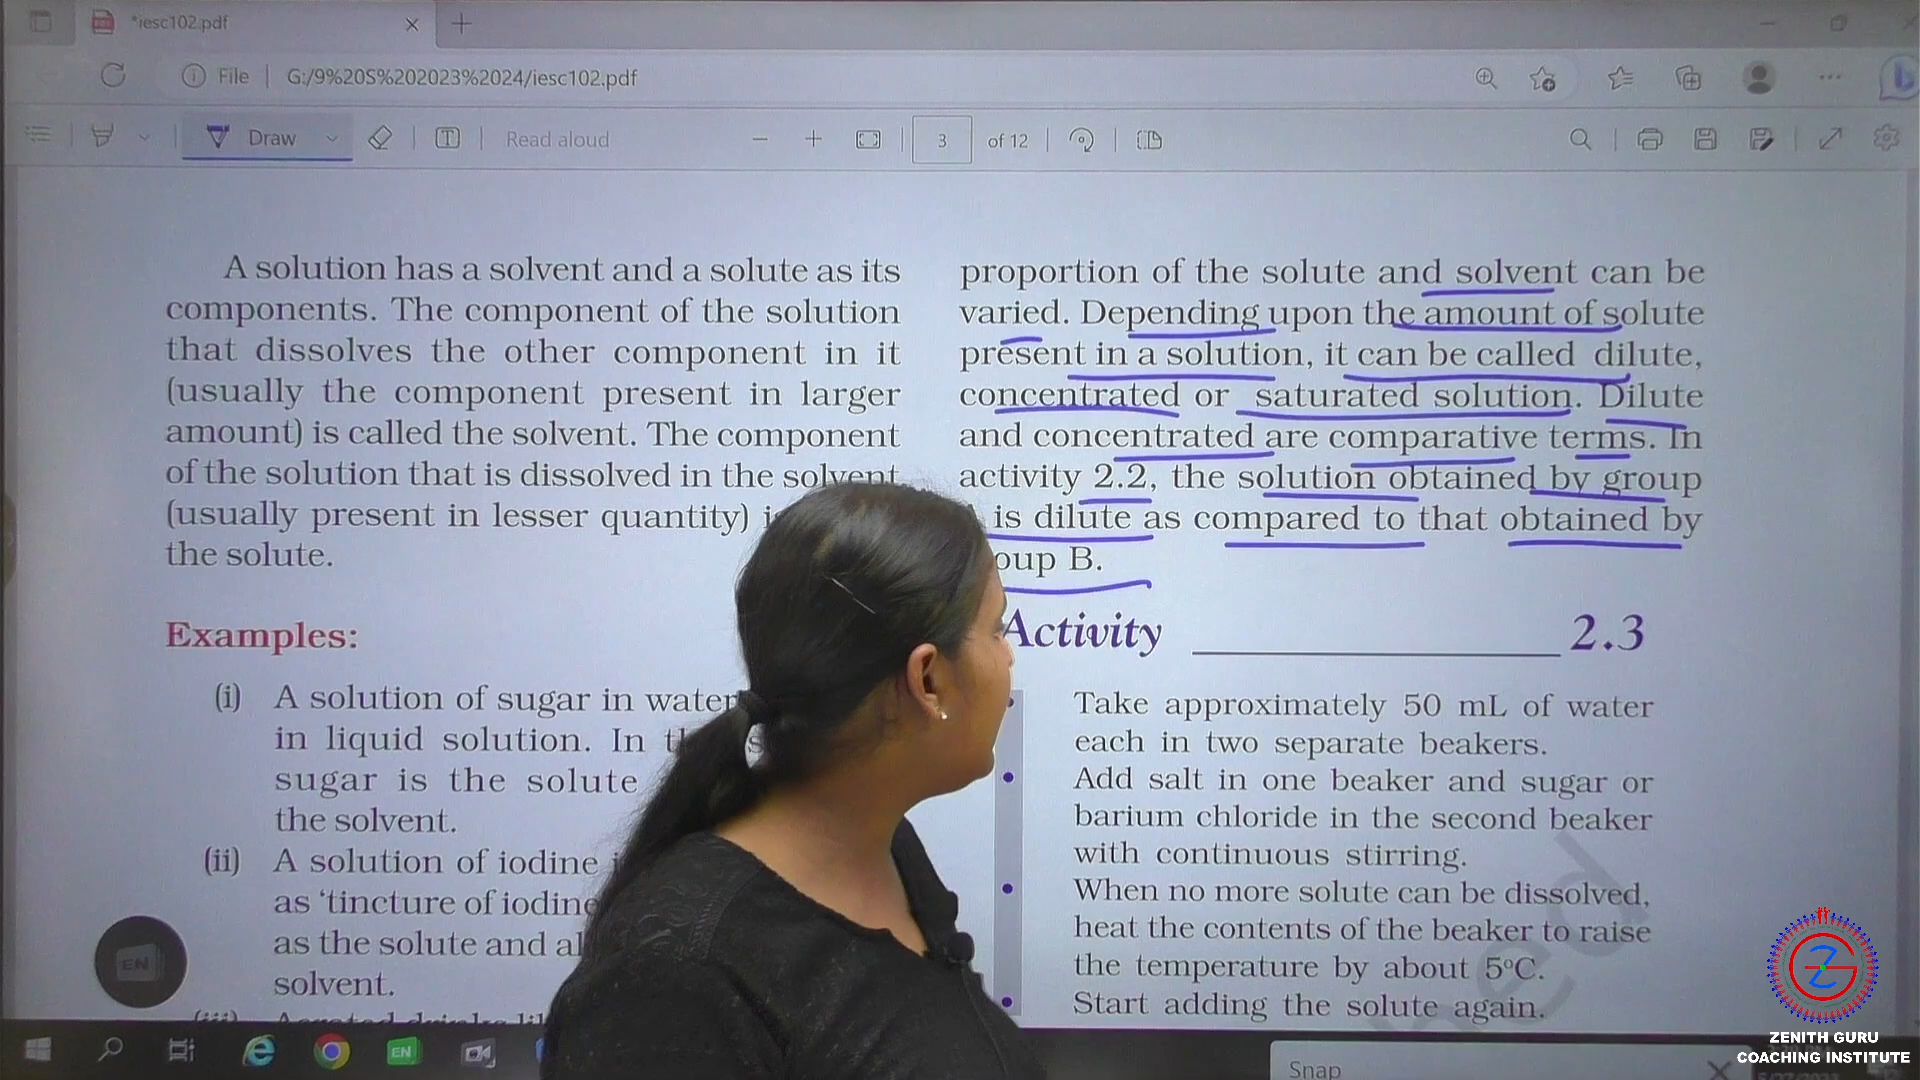 *iesc102.pdf
File
G:/9%20S%202023%2024/iesc102.pdf
Draw
Read aloud
3
of 12
A solution has a solvent and a solute as its
components. The component of the solution
that dissolves the other component in it
(usually the component present in larger
amount) is called the solvent. The component
of the solution that is dissolved in the solvent
(usually present in lesser quantity)
the solute.
Examples:
(i) A solution of sugar in water
in liquid solution. In
sugar is the solute
the solvent.
(ii) A solution of iodine
as ‘tincture of iodine
as the solute and
solvent.
proportion of the solute and solvent can be
varied. Depending upon the amount of solute
present in a solution, it can be called dilute,
concentrated or saturated solution. Dilute
and concentrated are comparative terms. In
activity 2.2, the solution obtained by group
is dilute as compared to that obtained by
oup B.
Activity 2.3
• Take approximately 50 mL of water
each in two separate beakers.
• Add salt in one beaker and sugar or
barium chloride in the second beaker
with continuous stirring.
• When no more solute can be dissolved,
heat the contents of the beaker to raise
the temperature by about 5°C.
• Start adding the solute again.
EN
EN
Snap
ZENITH GURU
COACHING INSTITUTE